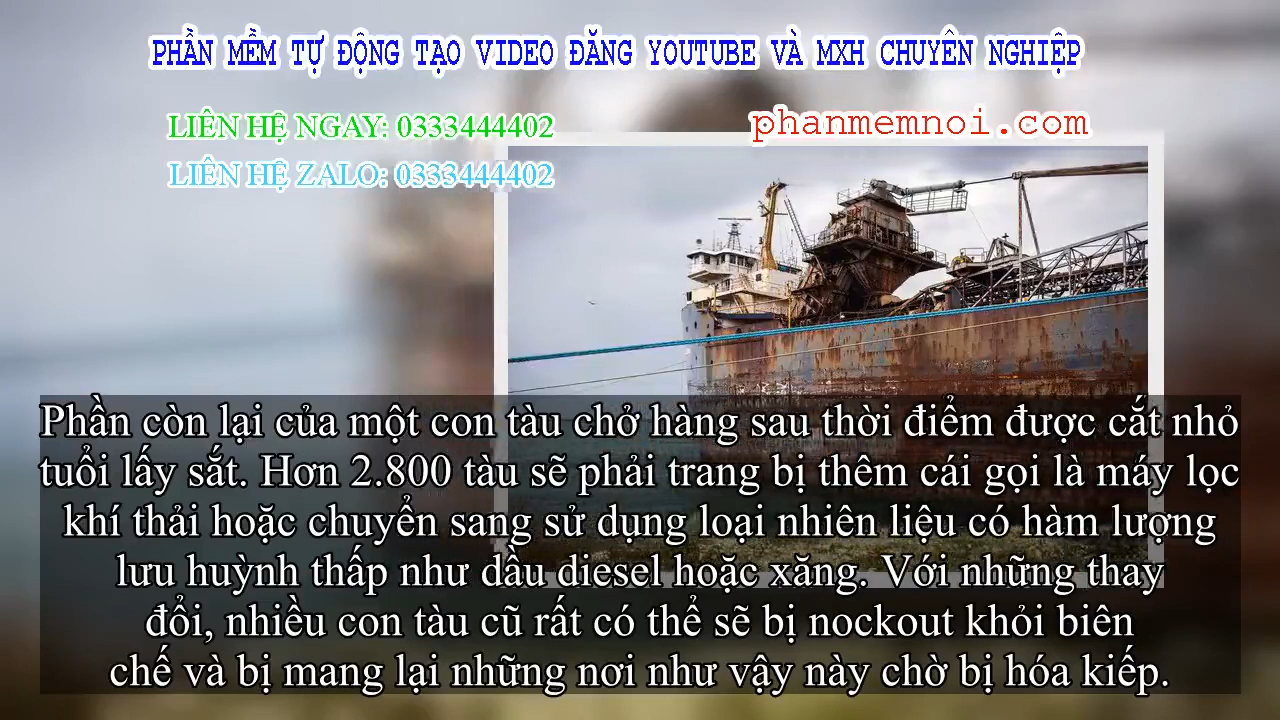 PHẦN MỀM TỰ ĐỘNG TẠO VIDEO ĐĂNG YOUTUBE VÀ MXH CHUYÊN NGHIỆP
LIÊN HỆ NGAY: 0333444402
phanmemnoi.com
LIÊN HỆ ZALO: 0333444402
Phần còn lại của một con tàu chở hàng sau thời điểm được cắt nhỏ
tuổi lấy sắt. Hơn 2.800 tàu sẽ phải trang bị thêm cái gọi là máy lọc
khí thải hoặc chuyển sang sử dụng loại nhiên liệu có hàm lượng
lưu huỳnh thấp như dầu diesel hoặc xăng. Với những thay
đổi, nhiều con tàu cũ rất có thể sẽ bị nockout khỏi biên
chế và bị mang lại những nơi như vậy này chờ bị hóa kiếp.